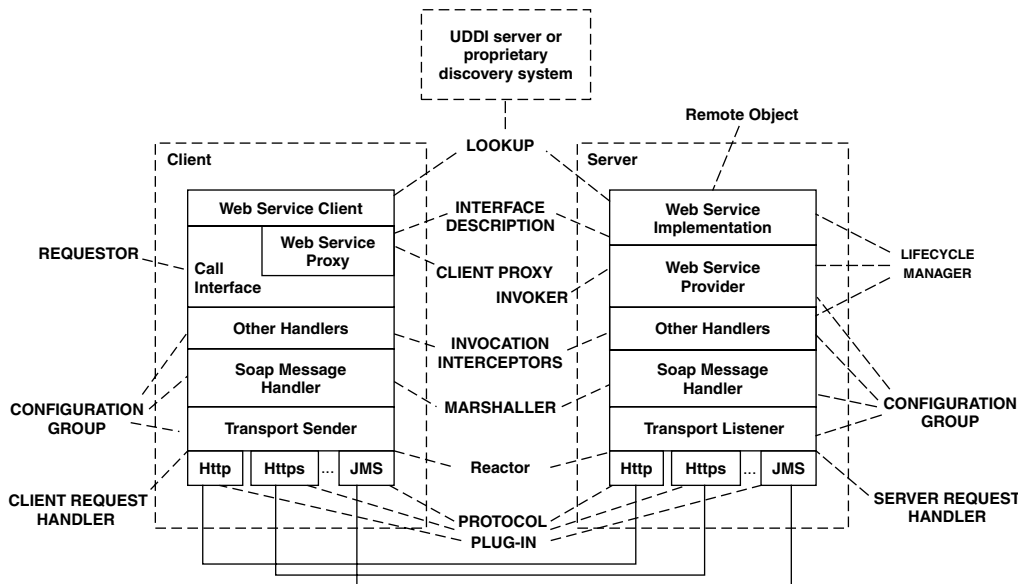 UDDI server or
proprietary
discovery system
Remote Object
LOOKUP
Client
Server
Web Service Client
INTERFACE
DESCRIPTION
Web Service
Implementation
REQUESTOR
Web Service
Proxy
Call
Interface
CLIENT PROXY
INVOKER
Web Service
Provider
LIFECYCLE
MANAGER
Other Handlers
INVOCATION
INTERCEPTORS
Other Handlers
Soap Message
Handler
MARSHALLER
Soap Message
Handler
CONFIGURATION
GROUP
CONFIGURATION
GROUP
Transport Sender
Transport Listener
Http
Https
...
JMS
Reactor
Http
Https
...
JMS
CLIENT REQUEST
HANDLER
SERVER REQUEST
HANDLER
PROTOCOL
PLUG-IN